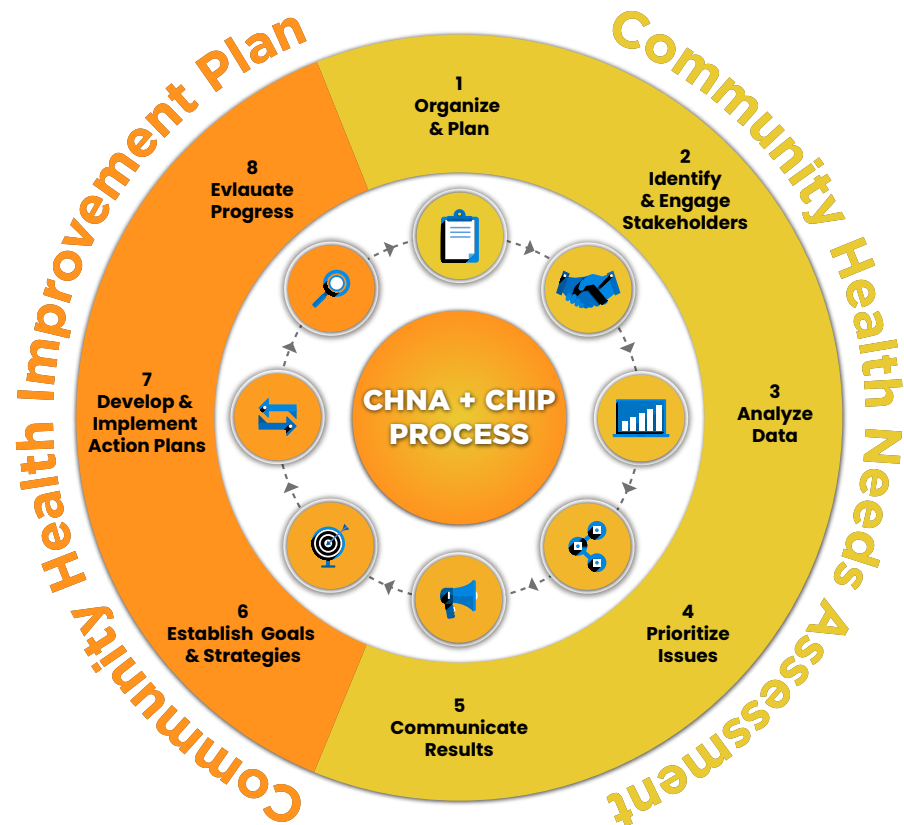 Community Health Improvement Plan
Community Health Needs Assessment
1
Organize
& Plan
2
Identify
& Engage
Stakeholders
3
Analyze
Data
4
Prioritize
Issues
5
Communicate
Results
6
Establish Goals
& Strategies
7
Develop &
Implement
Action Plans
8
Evlauate
Progress
CHNA + CHIP
PROCESS